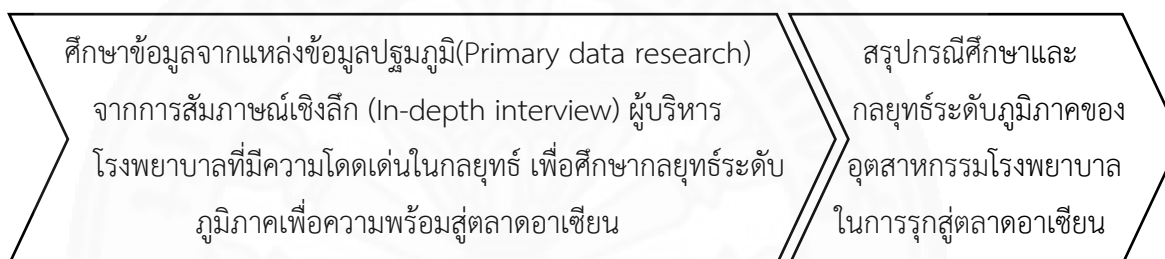 ศึกษาข้อมูลจากแหล่งข้อมูลปฐมภูมิ(Primary data research)
จากการสัมภาษณ์เชิงลึก (In-depth interview) ผู้บริหาร
โรงพยาบาลที่มีความโดดเด่นในกลยุทธ์ เพื่อศึกษากลยุทธ์ระดับ
ภูมิภาคเพื่อความพร้อมสู่ตลาดอาเซียน
สรุปกรณีศึกษาและ
กลยุทธ์ระดับภูมิภาคของ
อุตสาหกรรมโรงพยาบาล
ในการรุกสู่ตลาดอาเซียน